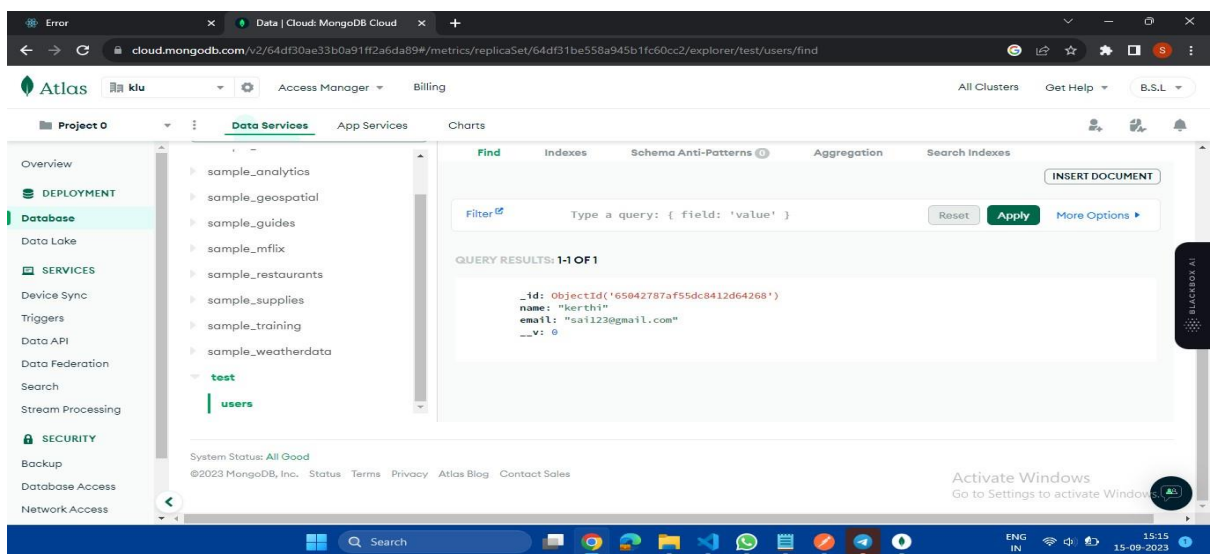 Error
Data | Cloud: MongoDB Cloud
cloud.mongodb.com/v2/64df30ae33b0a91ff2a6da89#/metrics/replicaSet/64df31be558a945b1fc60cc2/explorer/test/users/find
S
Atlas
klu
Access Manager
Billing
All Clusters
Get Help
B.S.L
Project 0
Data Services
App Services
Charts
Overview
DEPLOYMENT
Database
Data Lake
SERVICES
Device Sync
Triggers
Data API
Data Federation
Search
Stream Processing
SECURITY
Backup
Database Access
Network Access
sample_analytics
sample_geospatial
sample_guides
sample_mflix
sample_restaurants
sample_supplies
sample_training
sample_weatherdata
test
users
Find
Indexes
Schema Anti-Patterns 0
Aggregation
Search Indexes
INSERT DOCUMENT
Filter
Type a query: { field: 'value' }
Reset
Apply
More Options
QUERY RESULTS: 1-1 OF 1
_id: ObjectId('65042787af55dc8412d64268')
name: "kerthi"
email: "sai123@gmail.com"
__v: 0
BLACKBOX AI
System Status: All Good
©2023 MongoDB, Inc. Status Terms Privacy Atlas Blog Contact Sales
Activate Windows
Go to Settings to activate Windows.
Search
ENG
IN
15:15
15-09-2023
1